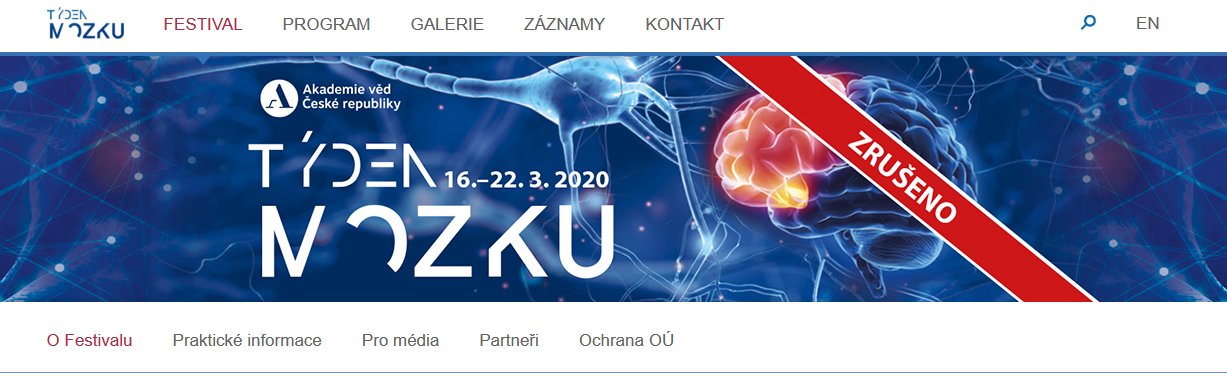 TÝDEN
MOZKU
FESTIVAL PROGRAM GALERIE ZÁZNAMY KONTAKT EN
Akademie věd
České republiky
TÝDEN
16.–22. 3. 2020
MOZKU
ZRUŠENO
O Festivalu Praktické informace Pro média Partneři Ochrana OÚ